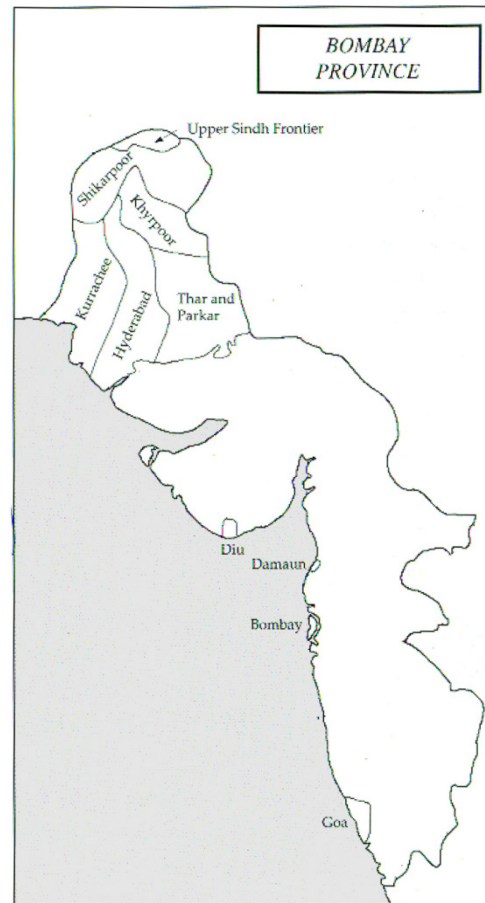 BOMBAY
PROVINCE
Upper Sindh Frontier
Shikarpoor
Khyrpoor
Kurrachee
Hyderabad
Thar and
Parkar
Diu
Damaun
Bombay
Goa